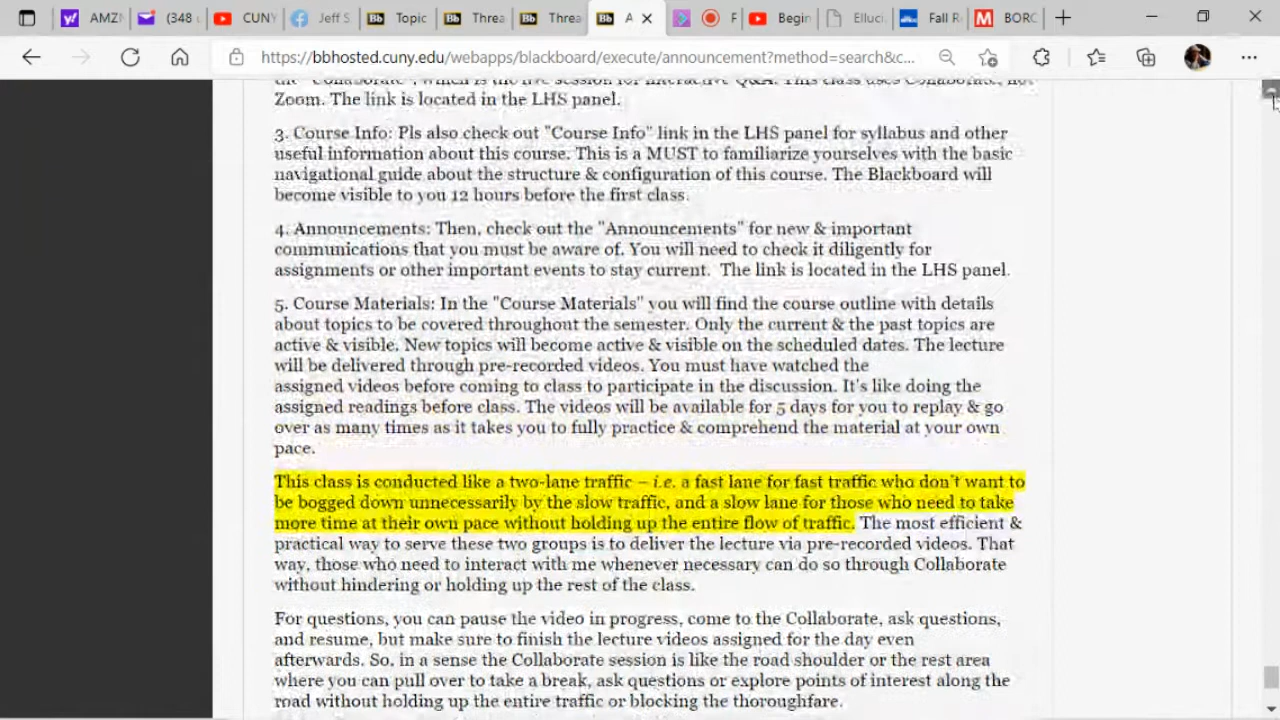 AMZN
(348
CUNY
Jeff S
Topic
Threa
Threa
A
F
Begin
Elluci
Fall R
BORC
https://bbhosted.cuny.edu/webapps/blackboard/execute/announcement?method=search&c...
the "Collaborate", which is the live session for interactive Q&A. This class uses Collaborate, not
Zoom. The link is located in the LHS panel.
3. Course Info: Pls also check out "Course Info" link in the LHS panel for syllabus and other
useful information about this course. This is a MUST to familiarize yourselves with the basic
navigational guide about the structure & configuration of this course. The Blackboard will
become visible to you 12 hours before the first class.
4. Announcements: Then, check out the "Announcements" for new & important
communications that you must be aware of. You will need to check it diligently for
assignments or other important events to stay current. The link is located in the LHS panel.
5. Course Materials: In the "Course Materials" you will find the course outline with details
about topics to be covered throughout the semester. Only the current & the past topics are
active & visible. New topics will become active & visible on the scheduled dates. The lecture
will be delivered through pre-recorded videos. You must have watched the
assigned videos before coming to class to participate in the discussion. It's like doing the
assigned readings before class. The videos will be available for 5 days for you to replay & go
over as many times as it takes you to fully practice & comprehend the material at your own
pace.
This class is conducted like a two-lane traffic – i.e. a fast lane for fast traffic who don't want to
be bogged down unnecessarily by the slow traffic, and a slow lane for those who need to take
more time at their own pace without holding up the entire flow of traffic. The most efficient &
practical way to serve these two groups is to deliver the lecture via pre-recorded videos. That
way, those who need to interact with me whenever necessary can do so through Collaborate
without hindering or holding up the rest of the class.
For questions, you can pause the video in progress, come to the Collaborate, ask questions,
and resume, but make sure to finish the lecture videos assigned for the day even
afterwards. So, in a sense the Collaborate session is like the road shoulder or the rest area
where you can pull over to take a break, ask questions or explore points of interest along the
road without holding up the entire traffic or blocking the thoroughfare.